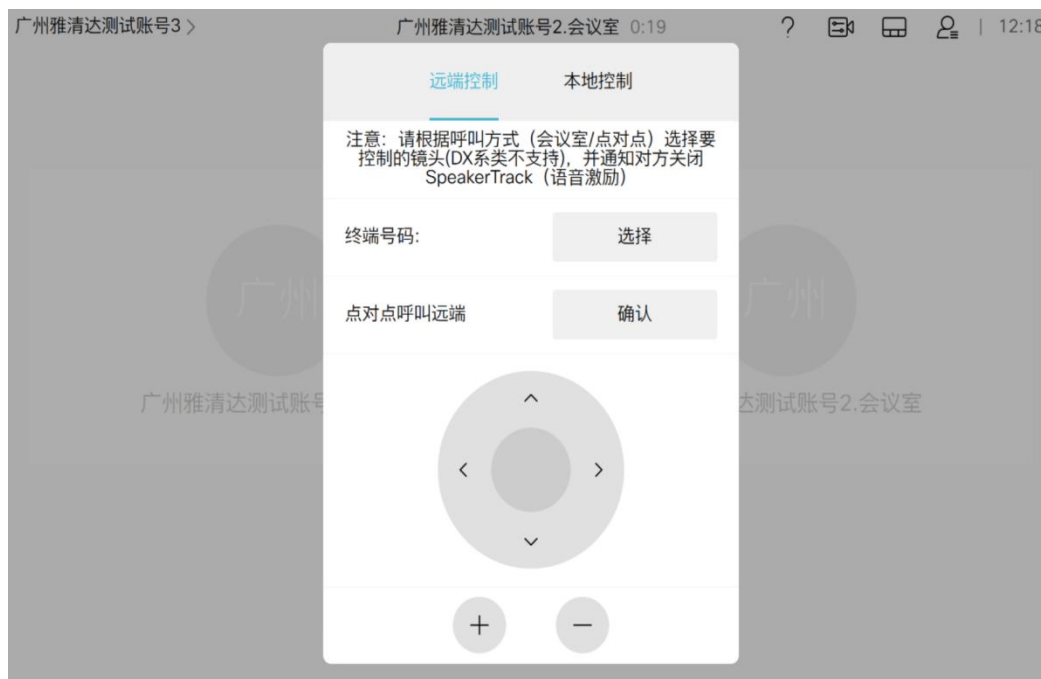 广州雅清达测试账号3 >
广州雅清达测试账号2.会议室 0:19
? | 12:18
远端控制 本地控制
注意：请根据呼叫方式（会议室/点对点）选择要
控制的镜头(DX系类不支持)，并通知对方关闭
SpeakerTrack（语音激励）
终端号码: 选择
点对点呼叫远端 确认
广州 广州
广州雅清达测试账号 达测试账号2.会议室
+ −